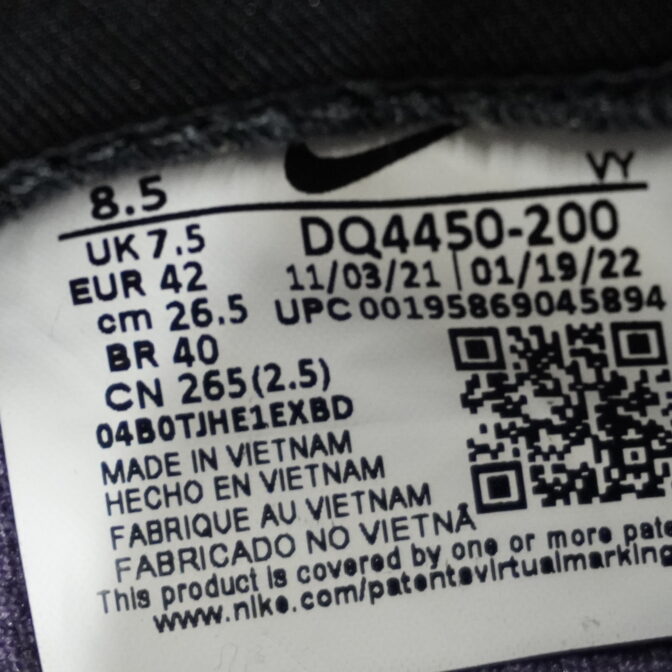 8.5 VY
UK 7.5 DQ4450-200
EUR 42 11/03/21 | 01/19/22
cm 26.5 UPC 00195869045894
BR 40
CN 265(2.5)
04B0TJHE1EXBD
MADE IN VIETNAM
HECHO EN VIETNAM
FABRIQUE AU VIETNAM
FABRICADO NO VIETNÃ
This product is covered by one or more pate
www.nike.com/patentsvirtualmarking